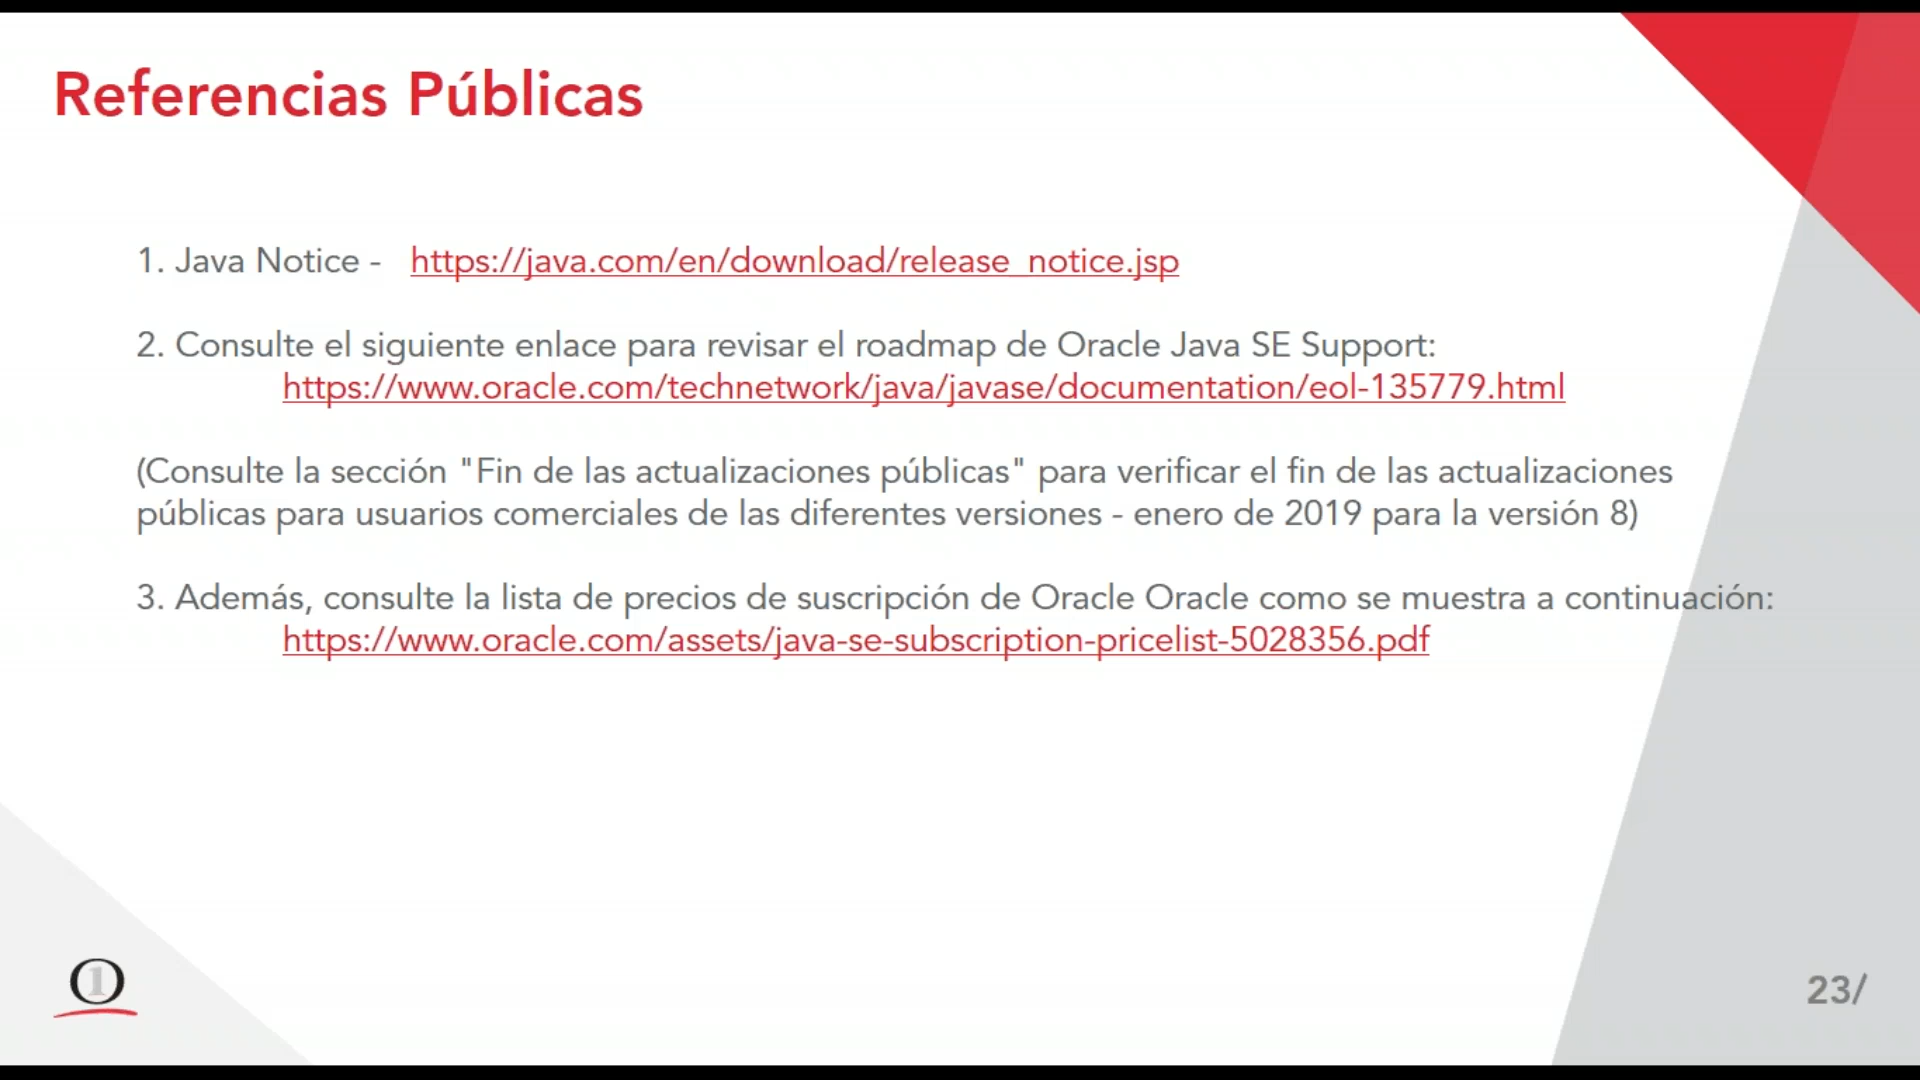 Referencias Públicas
1. Java Notice - https://java.com/en/download/release_notice.jsp
2. Consulte el siguiente enlace para revisar el roadmap de Oracle Java SE Support:
https://www.oracle.com/technetwork/java/javase/documentation/eol-135779.html
(Consulte la sección "Fin de las actualizaciones públicas" para verificar el fin de las actualizaciones
públicas para usuarios comerciales de las diferentes versiones - enero de 2019 para la versión 8)
3. Además, consulte la lista de precios de suscripción de Oracle Oracle como se muestra a continuación:
https://www.oracle.com/assets/java-se-subscription-pricelist-5028356.pdf
O1
23/